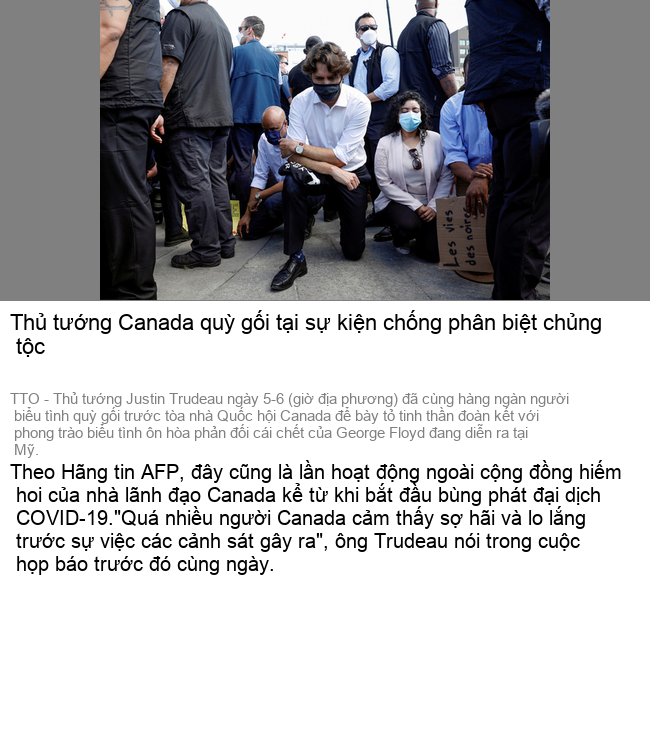 Les vies
des noires
Thủ tướng Canada quỳ gối tại sự kiện chống phân biệt chủng
tộc
TTO - Thủ tướng Justin Trudeau ngày 5-6 (giờ địa phương) đã cùng hàng ngàn người
biểu tình quỳ gối trước tòa nhà Quốc hội Canada để bày tỏ tinh thần đoàn kết với
phong trào biểu tình ôn hòa phản đối cái chết của George Floyd đang diễn ra tại
Mỹ.
Theo Hãng tin AFP, đây cũng là lần hoạt động ngoài cộng đồng hiếm
hoi của nhà lãnh đạo Canada kể từ khi bắt đầu bùng phát đại dịch
COVID-19."Quá nhiều người Canada cảm thấy sợ hãi và lo lắng
trước sự việc các cảnh sát gây ra", ông Trudeau nói trong cuộc
họp báo trước đó cùng ngày.